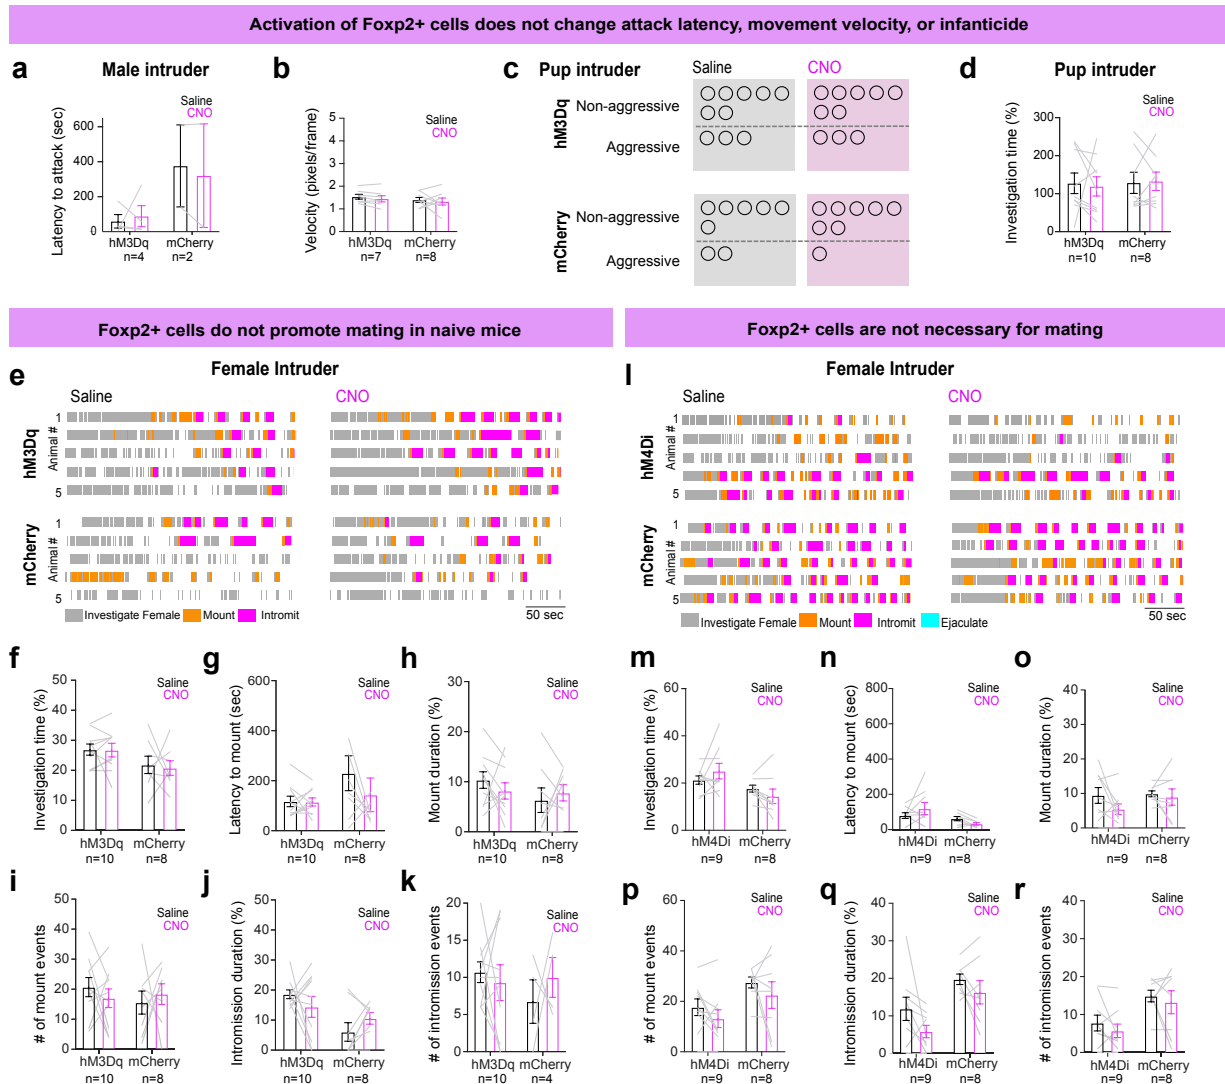 Activation of Foxp2+ cells does not change attack latency, movement velocity, or infanticide
a
Male intruder
Saline
CNO
Latency to attack (sec)
600
400
200
0
hM3Dq
mCherry
n=4
n=2
b
Saline
CNO
Velocity (pixels/frame)
5
4
3
2
1
0
hM3Dq
mCherry
n=7
n=8
c
Pup intruder
Saline
CNO
hM3Dq
Non-aggressive
Aggressive
mCherry
Non-aggressive
Aggressive
d
Pup intruder
Saline
CNO
Investigation time (%)
300
200
100
0
hM3Dq
mCherry
n=10
n=8
Foxp2+ cells do not promote mating in naive mice
e
Female Intruder
Saline
CNO
hM3Dq
Animal #
1
5
mCherry
Animal #
1
5
Investigate Female
Mount
Intromit
50 sec
Foxp2+ cells are not necessary for mating
l
Female Intruder
Saline
CNO
hM4Di
Animal #
1
5
mCherry
Animal #
1
5
Investigate Female
Mount
Intromit
Ejaculate
50 sec
f
Saline
CNO
Investigation time (%)
50
40
30
20
10
0
hM3Dq
mCherry
n=10
n=8
g
Saline
CNO
Latency to mount (sec)
600
400
200
0
hM3Dq
mCherry
n=10
n=8
h
Saline
CNO
Mount duration (%)
30
20
10
0
hM3Dq
mCherry
n=10
n=8
m
Saline
CNO
Investigation time (%)
60
40
20
0
hM4Di
mCherry
n=9
n=8
n
Saline
CNO
Latency to mount (sec)
800
600
400
200
0
hM4Di
mCherry
n=9
n=8
o
Saline
CNO
Mount duration (%)
40
30
20
10
0
hM4Di
mCherry
n=9
n=8
i
Saline
CNO
# of mount events
50
40
30
20
10
0
hM3Dq
mCherry
n=10
n=8
j
Saline
CNO
Intromission duration (%)
50
40
30
20
10
0
hM3Dq
mCherry
n=10
n=8
k
Saline
CNO
# of intromission events
20
15
10
5
0
hM3Dq
mCherry
n=10
n=4
p
Saline
CNO
# of mount events
60
40
20
0
hM4Di
mCherry
n=9
n=8
q
Saline
CNO
Intromission duration (%)
40
30
20
10
0
hM4Di
mCherry
n=9
n=8
r
Saline
CNO
# of intromission events
40
30
20
10
0
hM4Di
mCherry
n=9
n=8